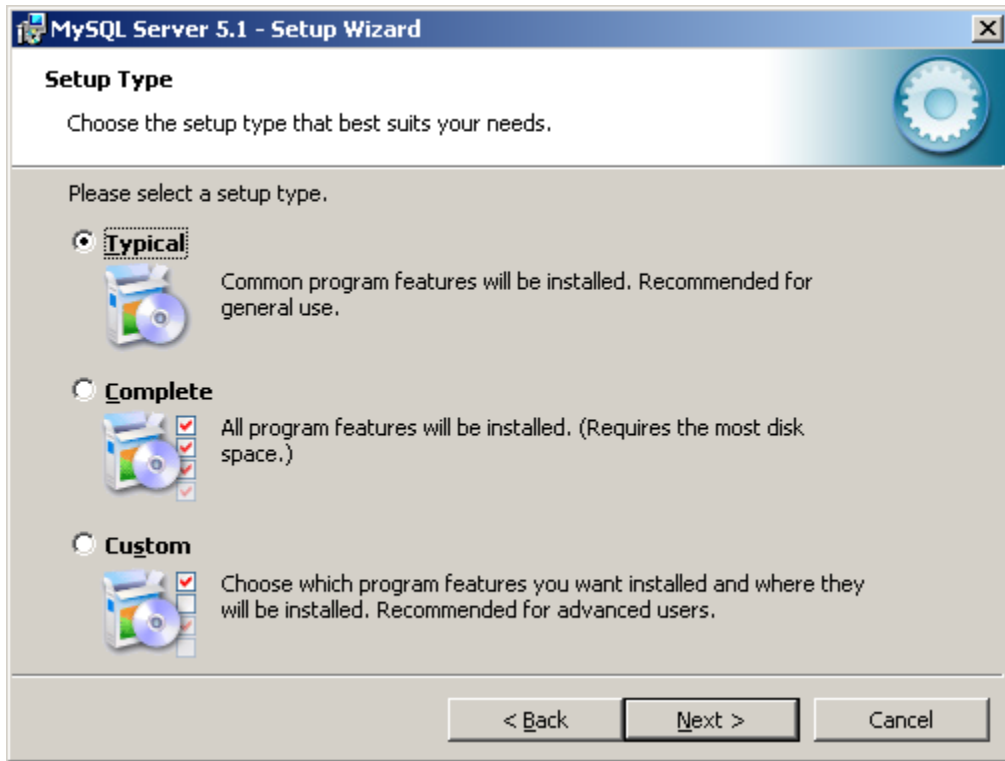 MySQL Server 5.1 - Setup Wizard
Setup Type
Choose the setup type that best suits your needs.
Please select a setup type.
Typical
Common program features will be installed. Recommended for
general use.
Complete
All program features will be installed. (Requires the most disk
space.)
Custom
Choose which program features you want installed and where they
will be installed. Recommended for advanced users.
< Back
Next >
Cancel